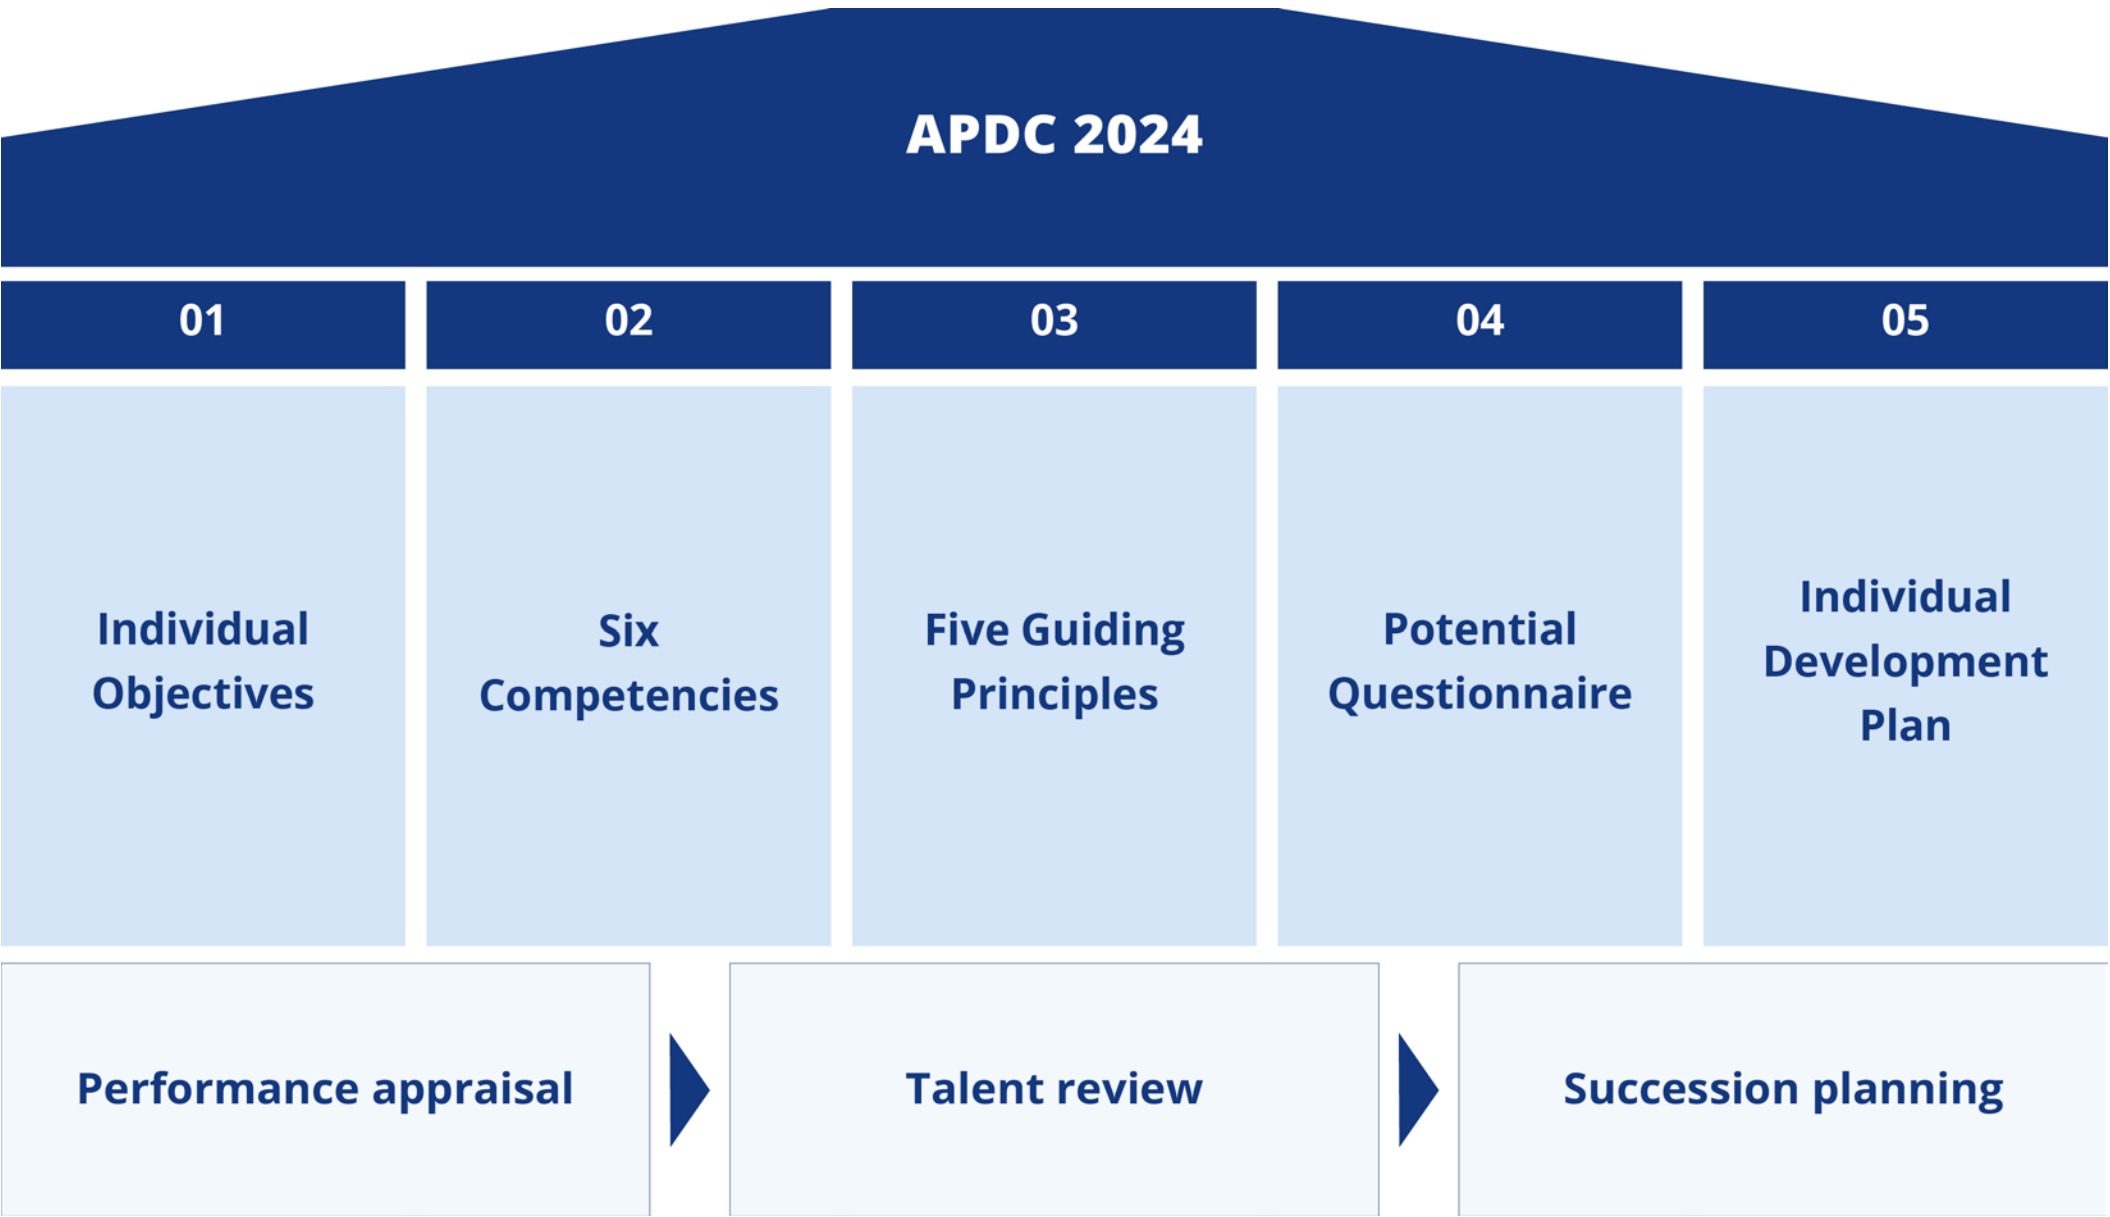 APDC 2024
01
02
03
04
05
Individual
Objectives
Six
Competencies
Five Guiding
Principles
Potential
Questionnaire
Individual
Development
Plan
Performance appraisal
Talent review
Succession planning